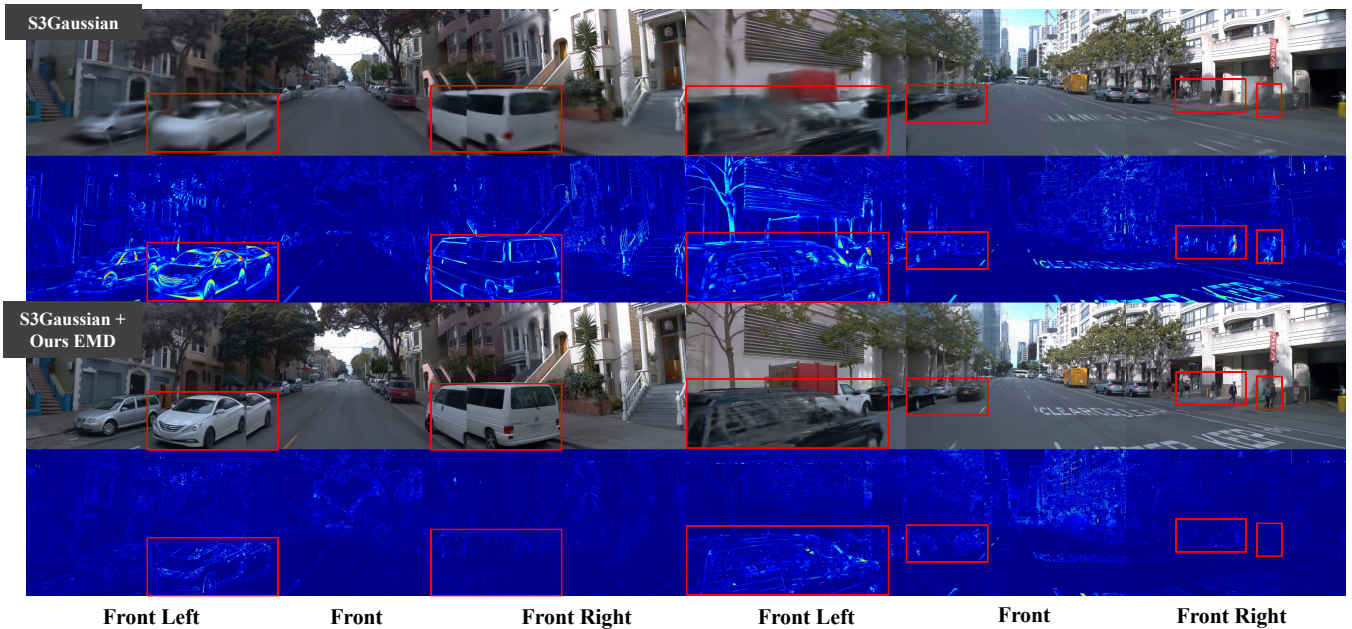 S3Gaussian
S3Gaussian +
Ours EMD
Front Left
Front
Front Right
Front Left
Front
Front Right